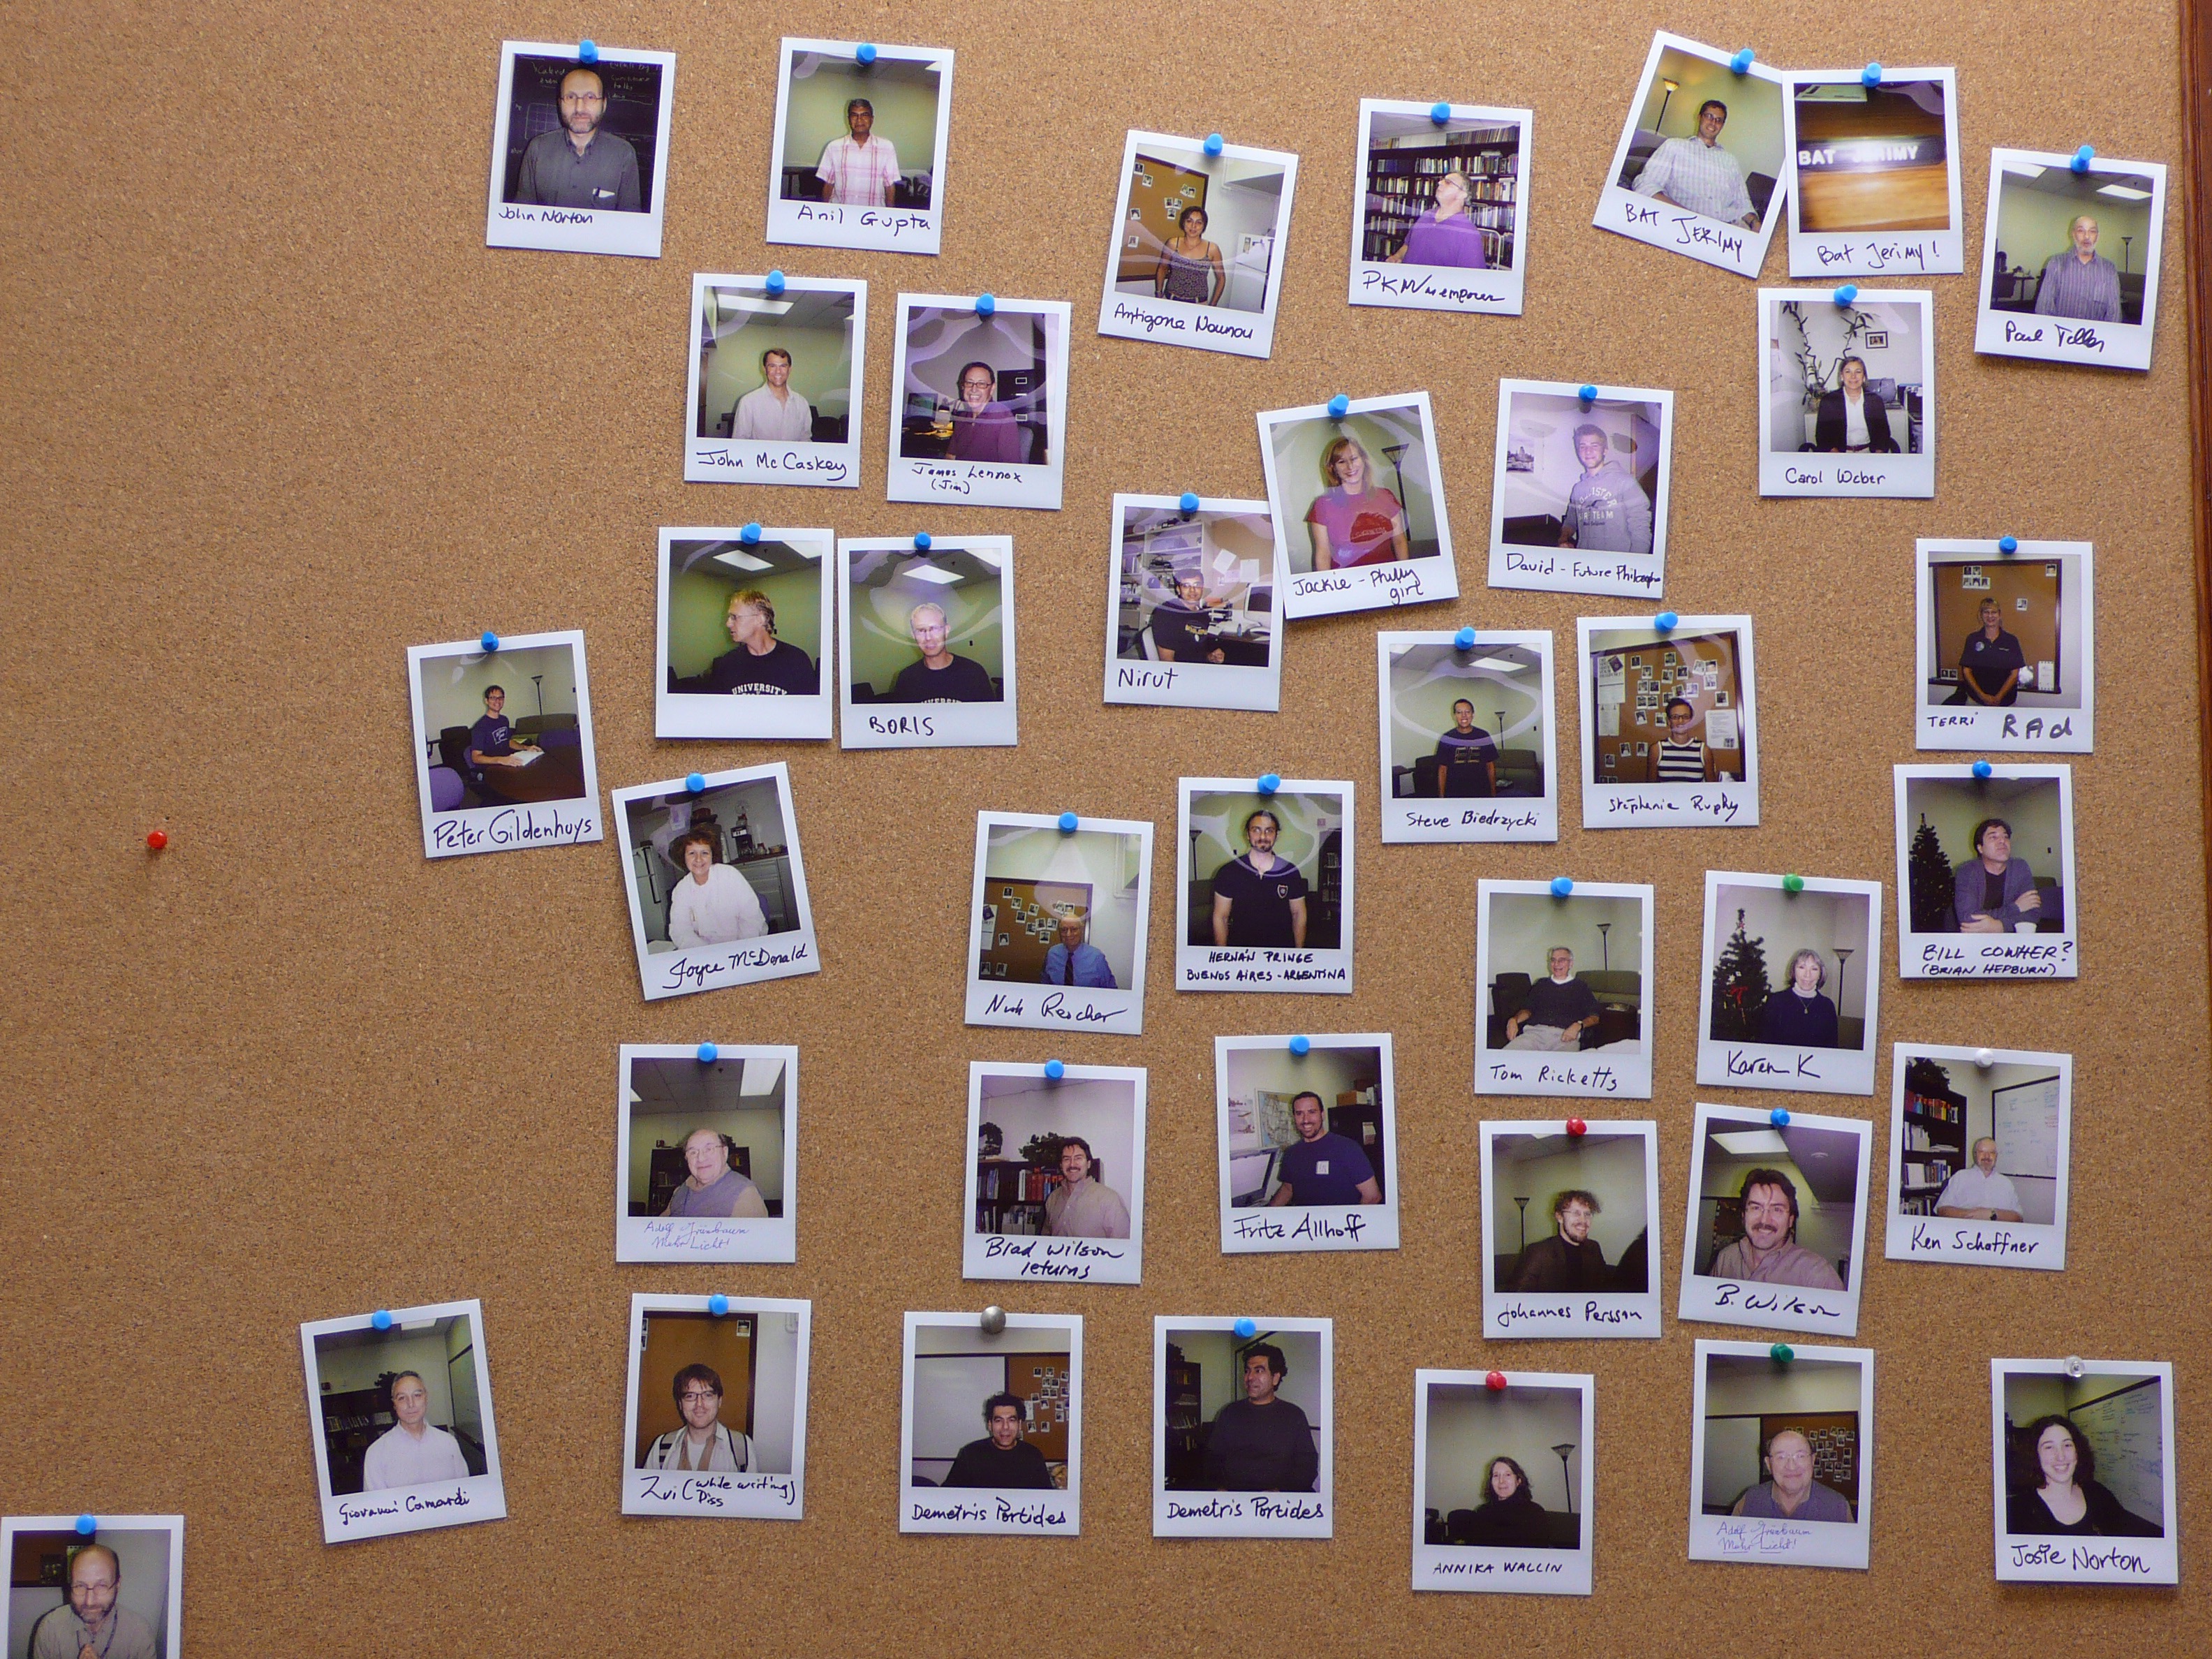 John Norton
Anil Gupta
Antigone Nounou
BAT JERIMY
BAT JERIMY
Bat Jerimy!
Paul Teller
John McCaskey
James Lennox
(Jim)
Carol Weber
Jackie - Philly
girl
David - Future
UNIVERSITY
BORIS
Nirut
TERRI RAd
Peter Gildenhuys
Joyce McDonald
Steve Biedrzycki
Stéphanie Ruphy
Nick Rescher
HERNÁN PRINGE
BUENOS AIRES - ARGENTINA
BILL COWHER?
(BRIAN HEPBURN)
Tom Ricketts
Karen K
Adolf Grünbaum
Mehr Licht!
Brad Wilson
returns
Fritz Allhoff
Johannes Persson
B. Wilson
Ken Schaffner
Giovanni Camardi
Zvi (while writing)
Diss
Demetris Portides
Demetris Portides
ANNIKA WALLIN
Adolf Grünbaum
Mehr Licht!
Josie Norton